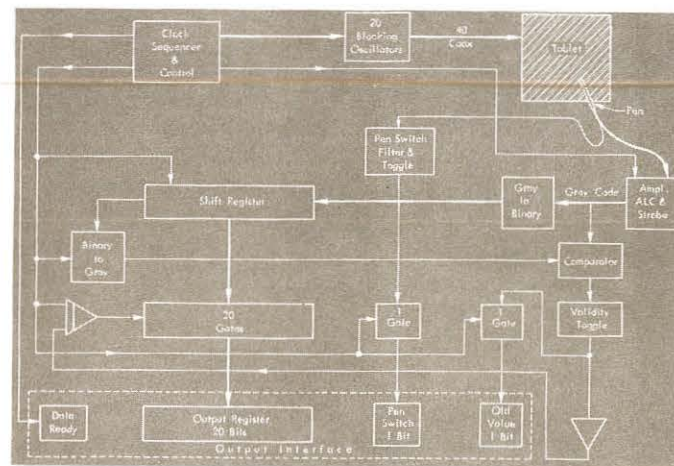 Clock
Sequencer
&
Control
20
Blocking
Oscillators
40
Coax
Tablet
Pen
Pen Switch
Filter &
Toggle
Shift Register
Gray
to
Binary
Gray Code
Ampl.
ALC &
Strobe
Binary
to
Gray
Comparator
20
Gates
1
Gate
1
Gate
Validity
Toggle
Data
Ready
Output Register
20 Bits
Pen
Switch
1 Bit
Old
Value
1 Bit
Output Interface